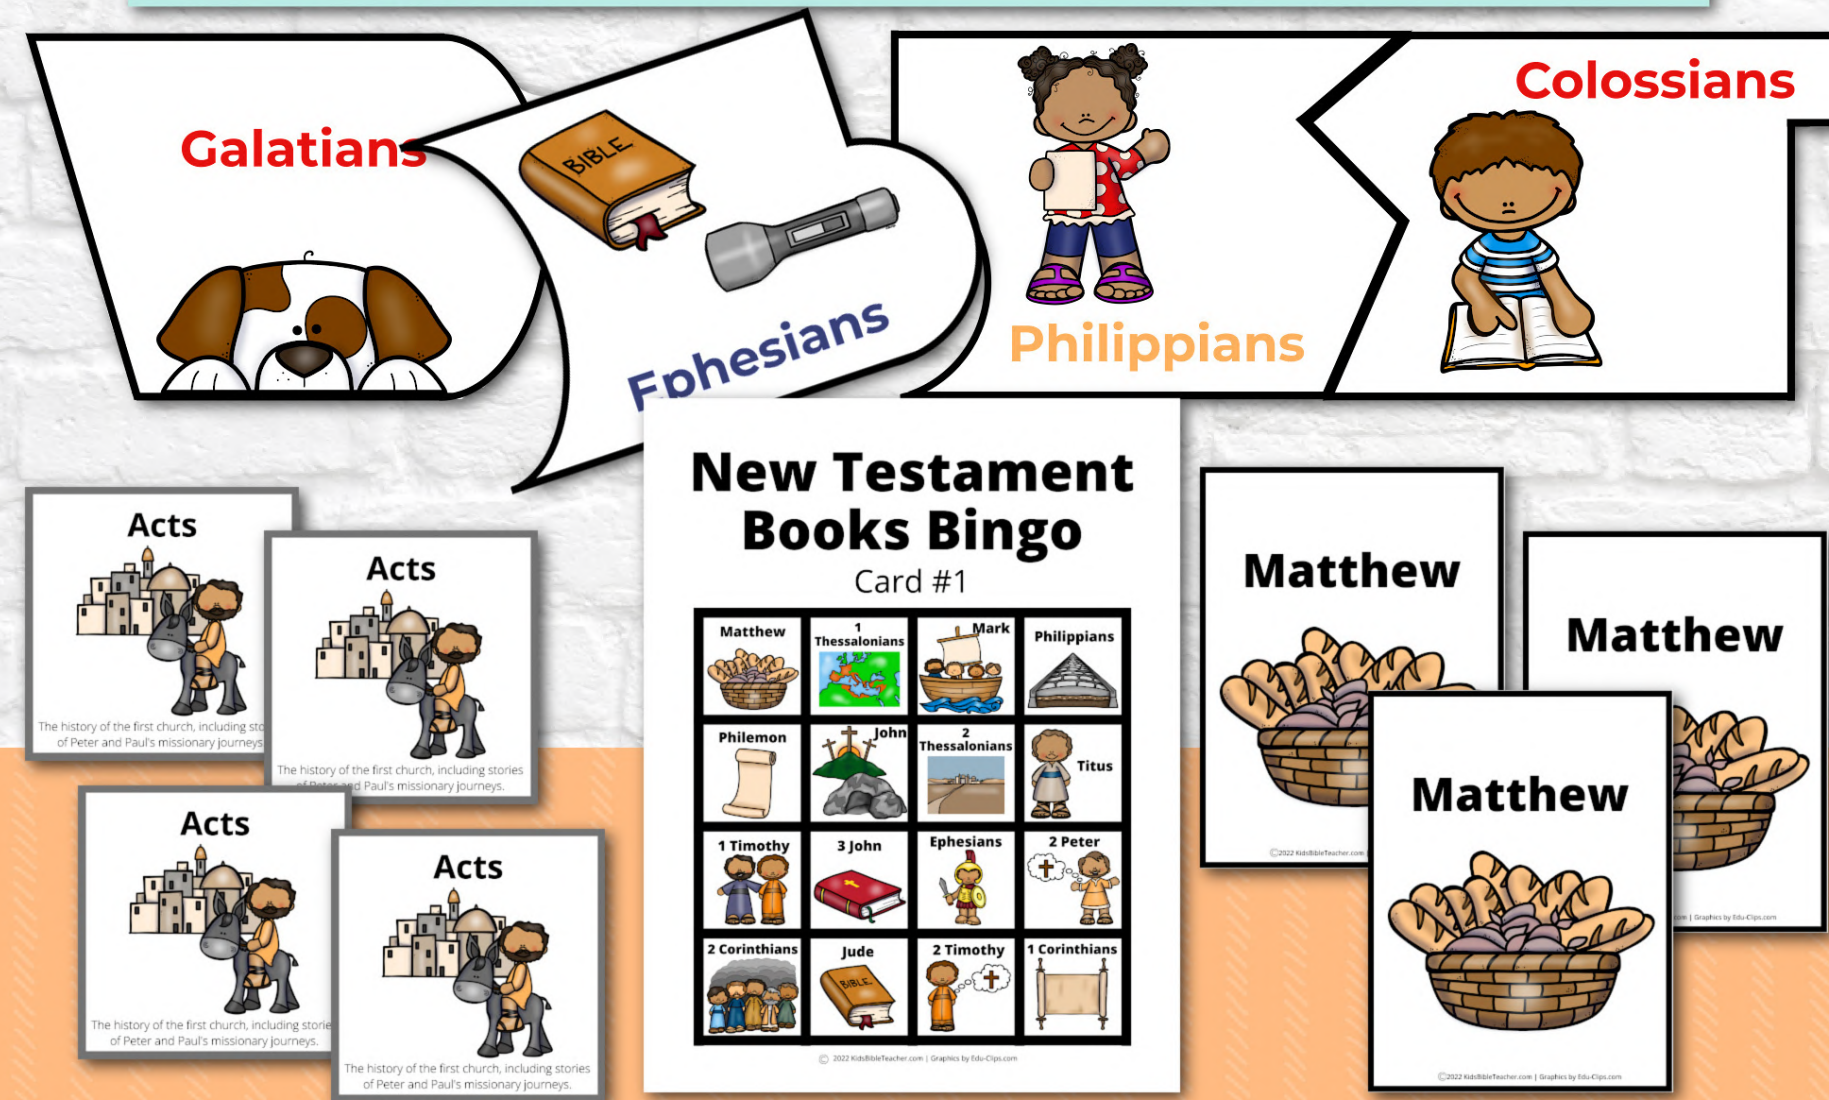 Galatians
BIBLE
Ephesians
Philippians
Colossians
Acts
The history of the first church, including
of Peter and Paul's missionary journeys
Acts
The history of the first church, including stories
of Peter and Paul's missionary journeys.
Acts
The history of the first church, including
of Peter and Paul's missionary journeys.
Acts
The history of the first church, including stories
of Peter and Paul's missionary journeys.
New Testament
Books Bingo
Card #1
Matthew
1
Thessalonians
Mark
Philippians
Philemon
John
2
Thessalonians
Titus
1 Timothy
3 John
Ephesians
2 Peter
2 Corinthians
Jude
BIBLE
2 Timothy
1 Corinthians
© 2022 KidsBibleTeacher.com | Graphics by Edu-Clips.com
Matthew
©2022 KidsBibleTeacher.com |
Matthew
| Graphics by Edu-Clips.com
Matthew
©2022 KidsBibleTeacher.com | Graphics by Edu-Clips.com